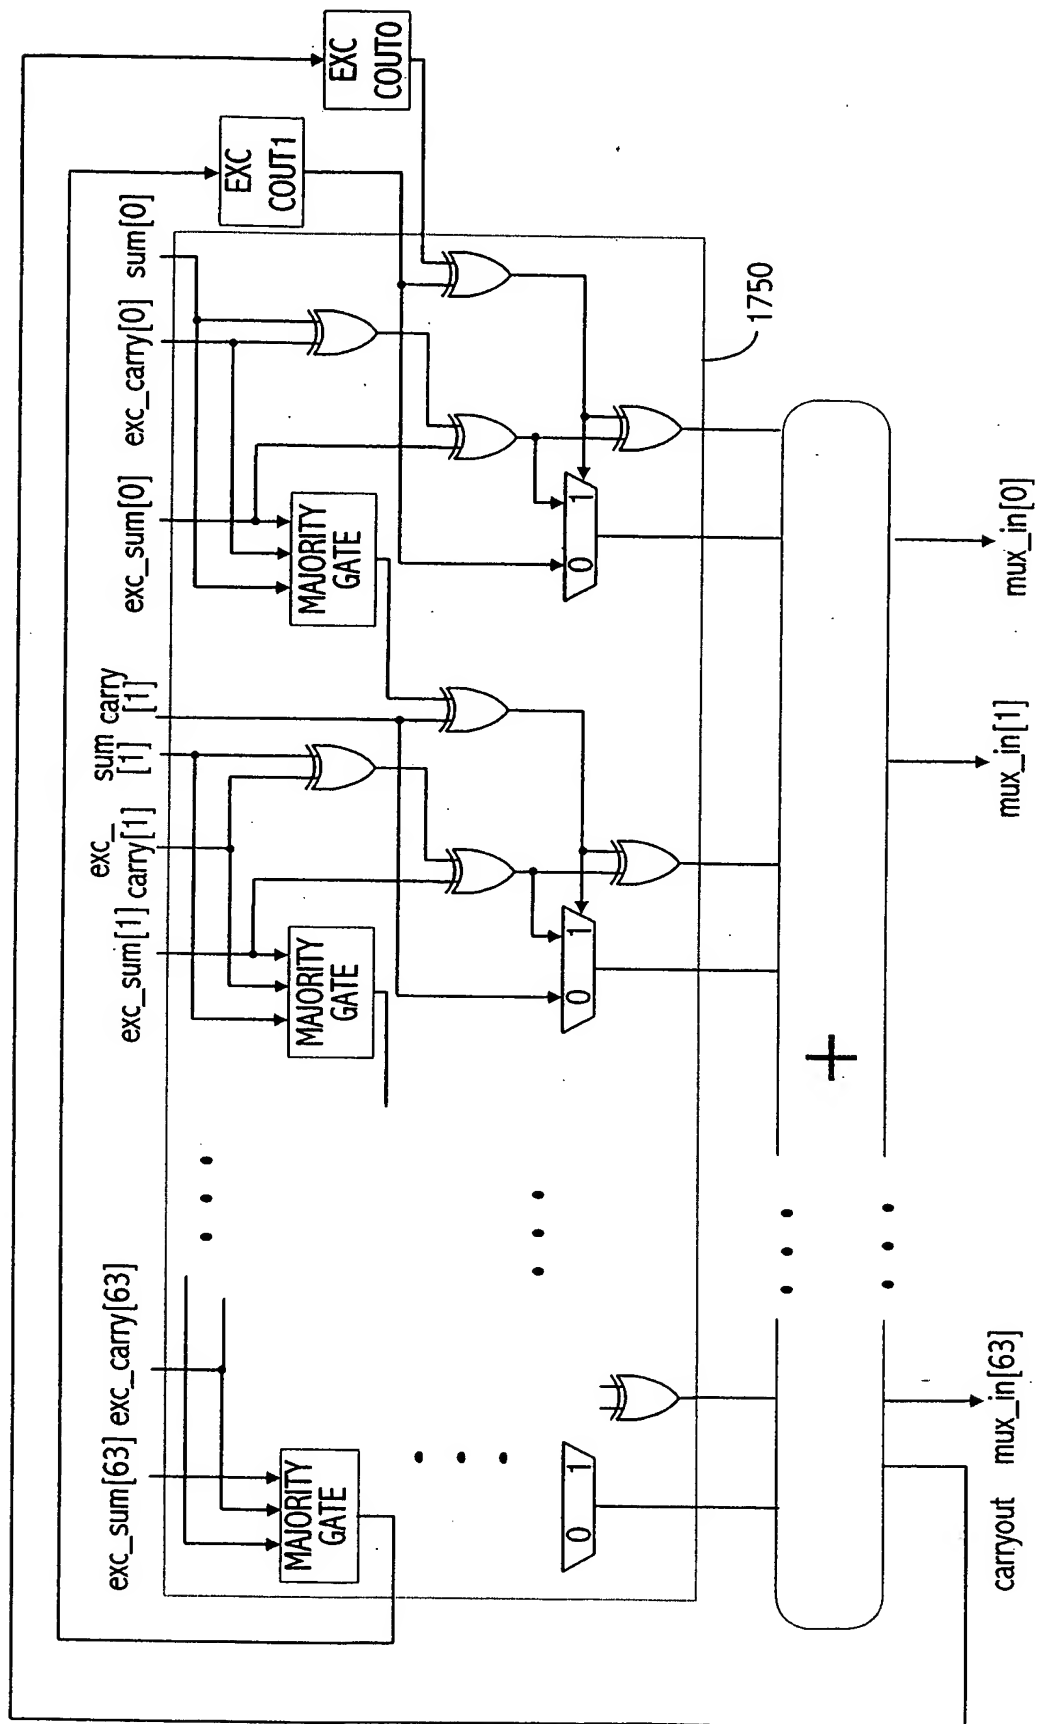 EXC
COUT0
EXC
COUT1
sum[0]
exc_carry[0]
exc_sum[0]
carry
[1]
sum
[1]
exc_
carry[1]
exc_sum[1]
exc_carry[63]
exc_sum[63]
MAJORITY
GATE
MAJORITY
GATE
MAJORITY
GATE
0 1
0 1
0 1
1750
+
mux_in[0]
mux_in[1]
mux_in[63]
carryout